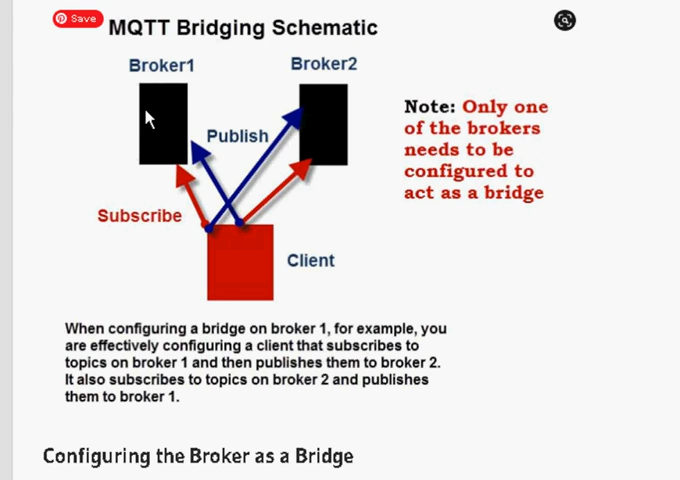 Save
MQTT Bridging Schematic
Broker1
Broker2
Publish
Note: Only one
of the brokers
needs to be
configured to
act as a bridge
Subscribe
Client
When configuring a bridge on broker 1, for example, you
are effectively configuring a client that subscribes to
topics on broker 1 and then publishes them to broker 2.
It also subscribes to topics on broker 2 and publishes
them to broker 1.
Configuring the Broker as a Bridge